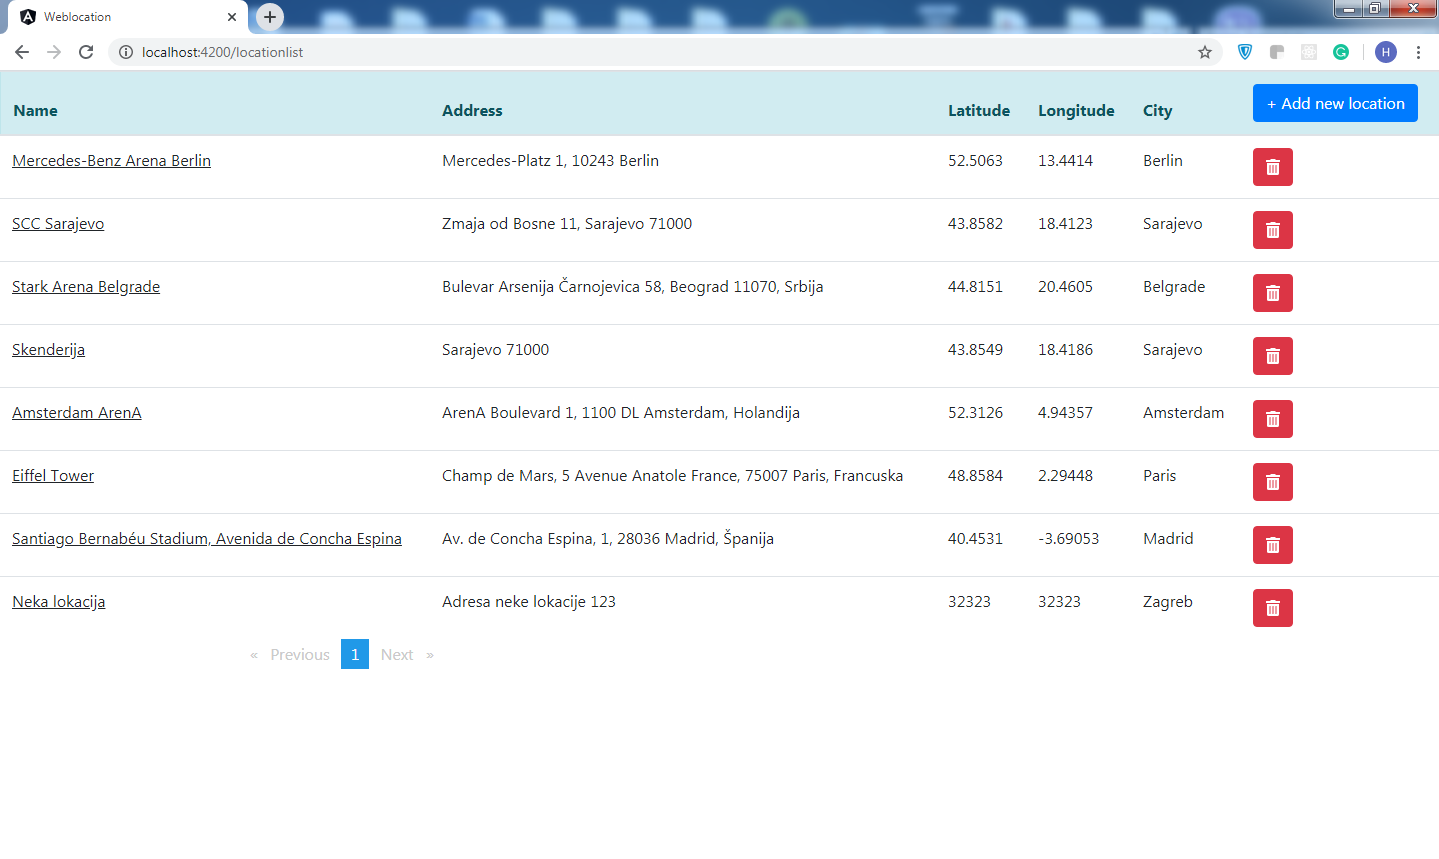 Weblocation
localhost:4200/locationlist
H
Name Address Latitude Longitude City + Add new location
Mercedes-Benz Arena Berlin Mercedes-Platz 1, 10243 Berlin 52.5063 13.4414 Berlin
SCC Sarajevo Zmaja od Bosne 11, Sarajevo 71000 43.8582 18.4123 Sarajevo
Stark Arena Belgrade Bulevar Arsenija Čarnojevica 58, Beograd 11070, Srbija 44.8151 20.4605 Belgrade
Skenderija Sarajevo 71000 43.8549 18.4186 Sarajevo
Amsterdam ArenA ArenA Boulevard 1, 1100 DL Amsterdam, Holandija 52.3126 4.94357 Amsterdam
Eiffel Tower Champ de Mars, 5 Avenue Anatole France, 75007 Paris, Francuska 48.8584 2.29448 Paris
Santiago Bernabéu Stadium, Avenida de Concha Espina Av. de Concha Espina, 1, 28036 Madrid, Španija 40.4531 -3.69053 Madrid
Neka lokacija Adresa neke lokacije 123 32323 32323 Zagreb
« Previous 1 Next »